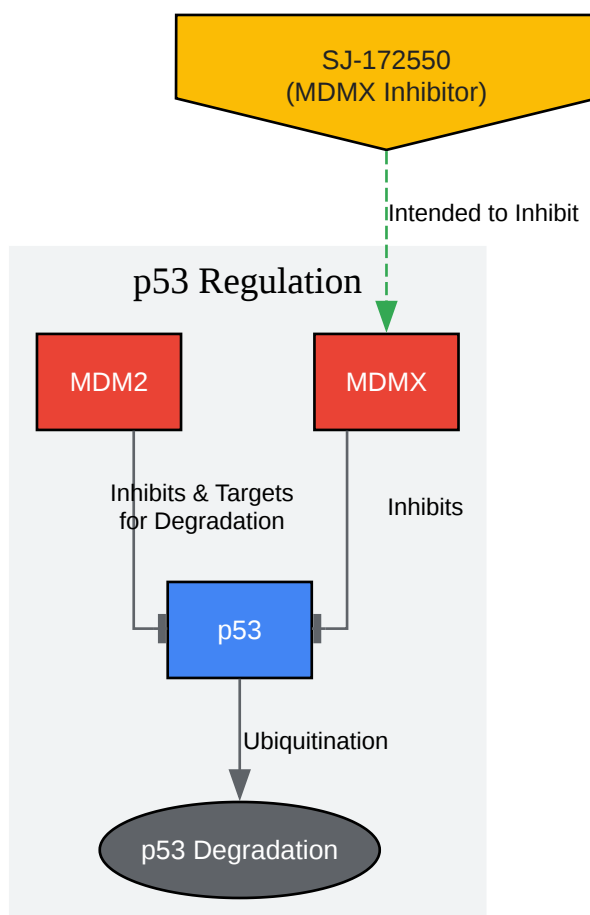 SJ-172550
(MDMX Inhibitor)
Intended to Inhibit
p53 Regulation
MDM2
MDMX
Inhibits & Targets
for Degradation
Inhibits
p53
Ubiquitination
p53 Degradation